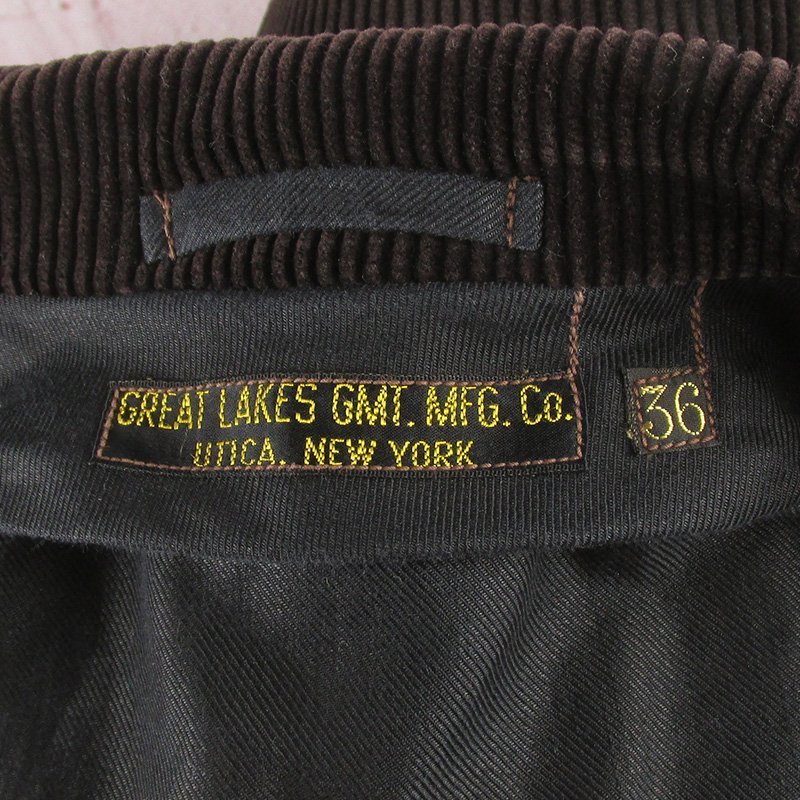 GREAT LAKES GMT. MFG. Co.
UTICA, NEW YORK
36